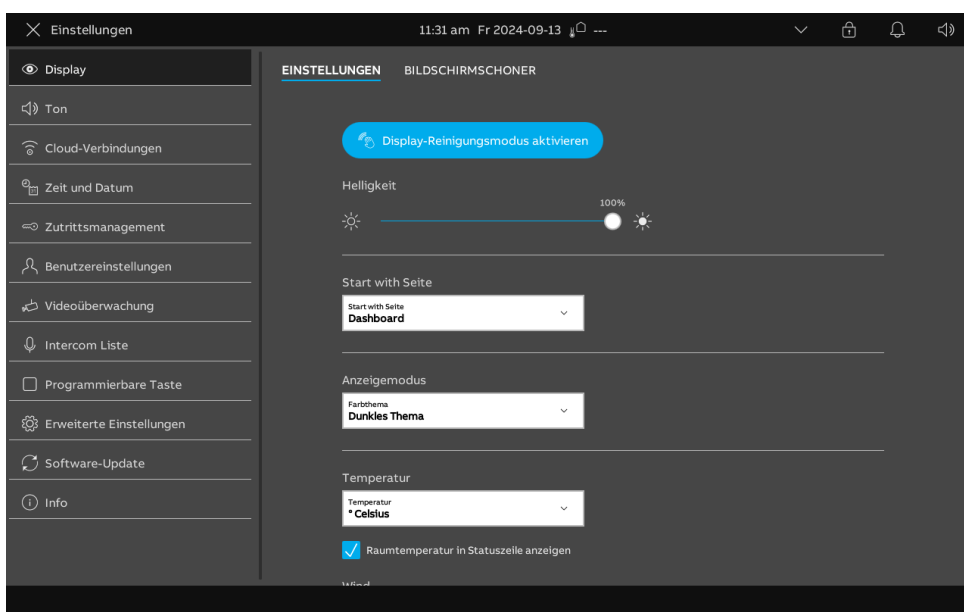 Einstellungen
11:31 am Fr 2024-09-13 ---
Display
Ton
Cloud-Verbindungen
Zeit und Datum
Zutrittsmanagement
Benutzereinstellungen
Videoüberwachung
Intercom Liste
Programmierbare Taste
Erweiterte Einstellungen
Software-Update
Info
EINSTELLUNGEN BILDSCHIRMSCHONER
Display-Reinigungsmodus aktivieren
Helligkeit
100%
Start with Seite
Start with Seite
Dashboard
Anzeigemodus
Farbthema
Dunkles Thema
Temperatur
Temperatur
° Celsius
Raumtemperatur in Statuszeile anzeigen
Wind